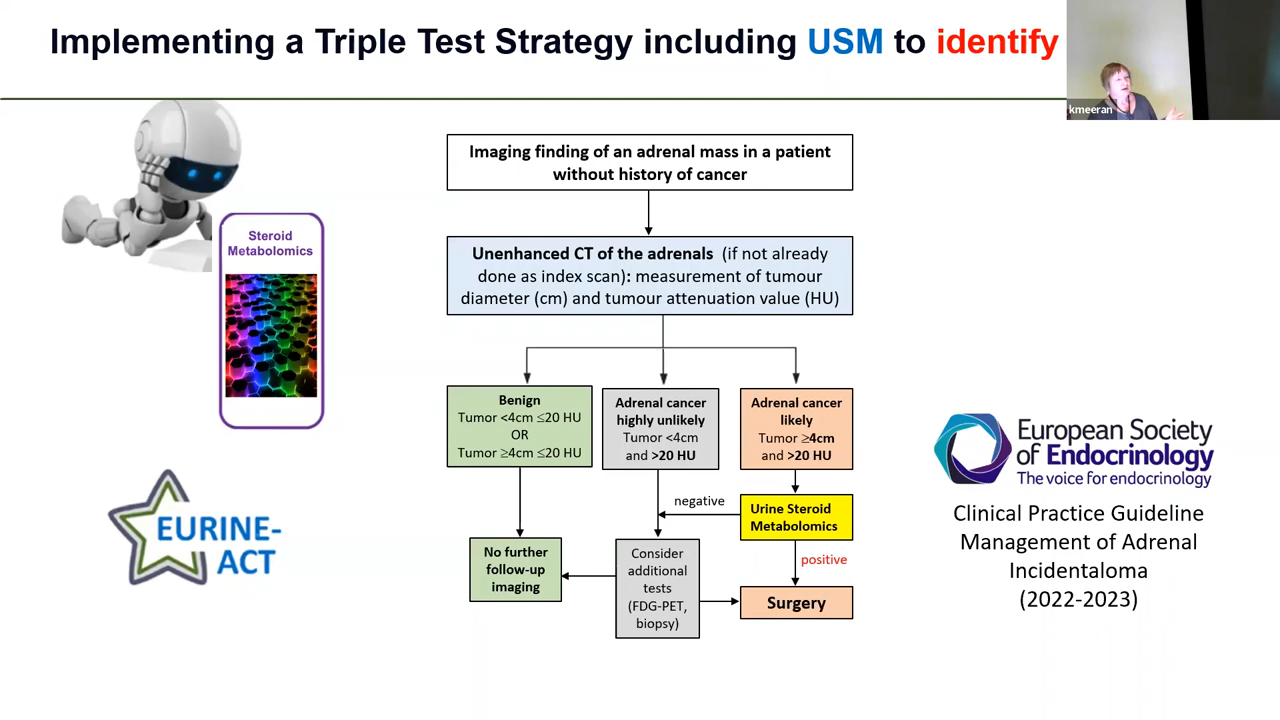 Implementing a Triple Test Strategy including USM to identify
kmeeran
Imaging finding of an adrenal mass in a patient
without history of cancer
Steroid
Metabolomics
Unenhanced CT of the adrenals (if not already
done as index scan): measurement of tumour
diameter (cm) and tumour attenuation value (HU)
Benign
Tumor <4cm ≤20 HU
OR
Tumor ≥4cm ≤20 HU
Adrenal cancer
highly unlikely
Tumor <4cm
and >20 HU
Adrenal cancer
likely
Tumor ≥4cm
and >20 HU
negative
Urine Steroid
Metabolomics
positive
No further
follow-up
imaging
Consider
additional
tests
(FDG-PET,
biopsy)
Surgery
EURINE-
ACT
European Society
of Endocrinology
The voice for endocrinology
Clinical Practice Guideline
Management of Adrenal
Incidentaloma
(2022-2023)